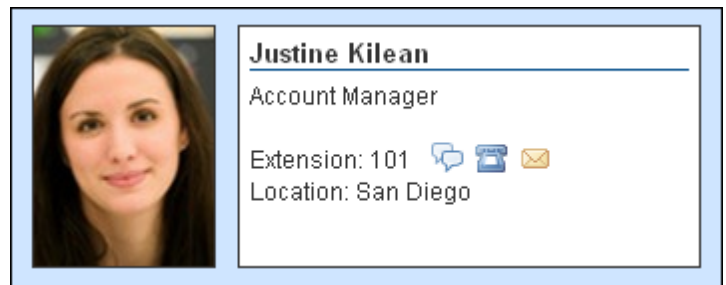 Justine Kilean
Account Manager
Extension: 101
Location: San Diego